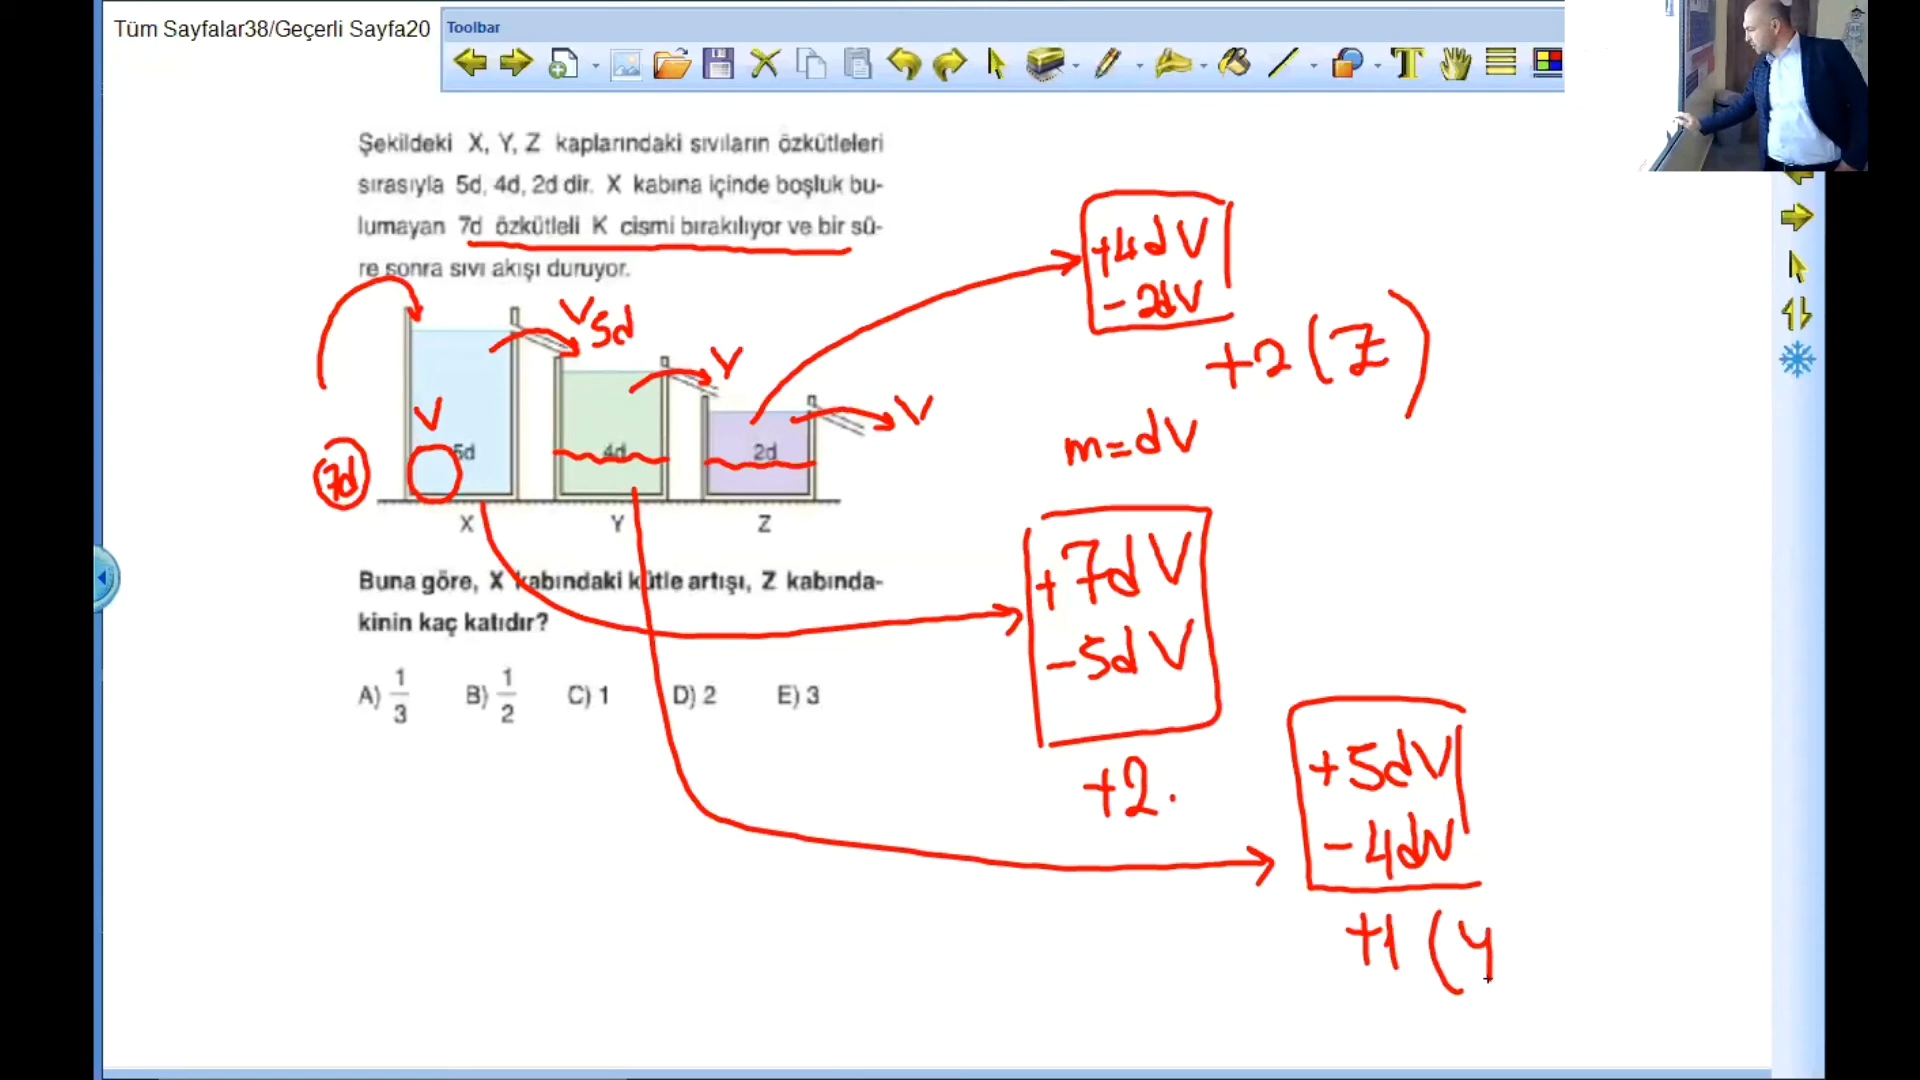 Tüm Sayfalar38/Geçerli Sayfa20
Toolbar
Şekildeki X, Y, Z kaplarındaki sıvıların özkütleleri
sırasıyla 5d, 4d, 2d dir. X kabına içinde boşluk bu-
lumayan 7d özkütleli K cismi bırakılıyor ve bir sü-
re sonra sıvı akışı duruyor.
V 5d
V
V
V
7d
5d
4d
2d
X Y Z
Buna göre, X kabındaki kütle artışı, Z kabında-
kinin kaç katıdır?
A) 1/3 B) 1/2 C) 1 D) 2 E) 3
+4dV
-2dV
+2 (Z)
m=dV
+7dV
-5dV
+2.
+5dV
-4dV
+1 (Y